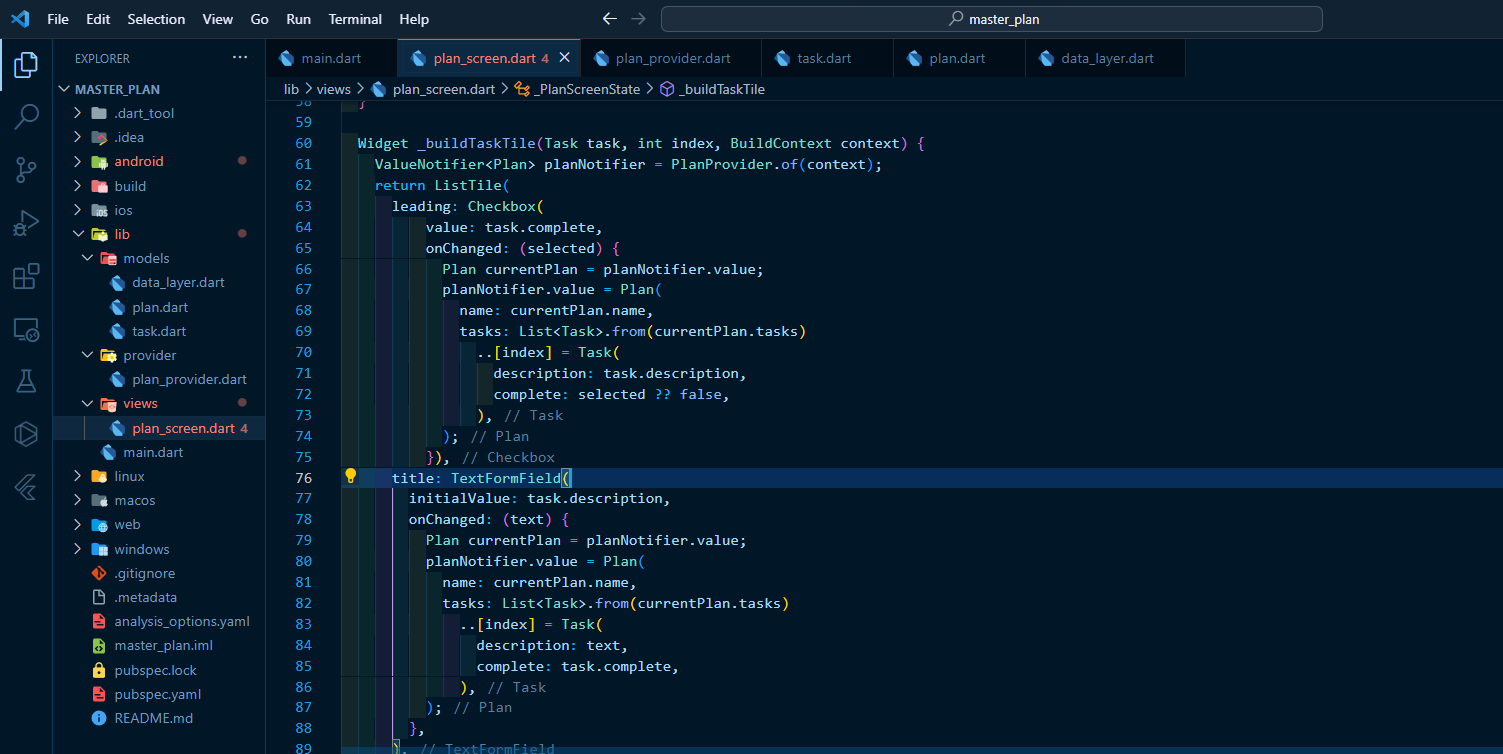 File Edit Selection View Go Run Terminal Help
master_plan
EXPLORER
main.dart
plan_screen.dart 4
plan_provider.dart
task.dart
plan.dart
data_layer.dart
lib > views > plan_screen.dart > _PlanScreenState > _buildTaskTile
MASTER_PLAN
.dart_tool
.idea
android
build
ios
lib
models
data_layer.dart
plan.dart
task.dart
provider
plan_provider.dart
views
plan_screen.dart 4
main.dart
linux
macos
web
windows
.gitignore
.metadata
analysis_options.yaml
master_plan.iml
pubspec.lock
pubspec.yaml
README.md
58 }
59
60 Widget _buildTaskTile(Task task, int index, BuildContext context) {
61 ValueNotifier<Plan> planNotifier = PlanProvider.of(context);
62 return ListTile(
63 leading: Checkbox(
64 value: task.complete,
65 onChanged: (selected) {
66 Plan currentPlan = planNotifier.value;
67 planNotifier.value = Plan(
68 name: currentPlan.name,
69 tasks: List<Task>.from(currentPlan.tasks)
70 ..[index] = Task(
71 description: task.description,
72 complete: selected ?? false,
73 ), // Task
74 ); // Plan
75 }), // Checkbox
76 title: TextFormField(
77 initialValue: task.description,
78 onChanged: (text) {
79 Plan currentPlan = planNotifier.value;
80 planNotifier.value = Plan(
81 name: currentPlan.name,
82 tasks: List<Task>.from(currentPlan.tasks)
83 ..[index] = Task(
84 description: text,
85 complete: task.complete,
86 ), // Task
87 ); // Plan
88 },
89 ), // TextFormField